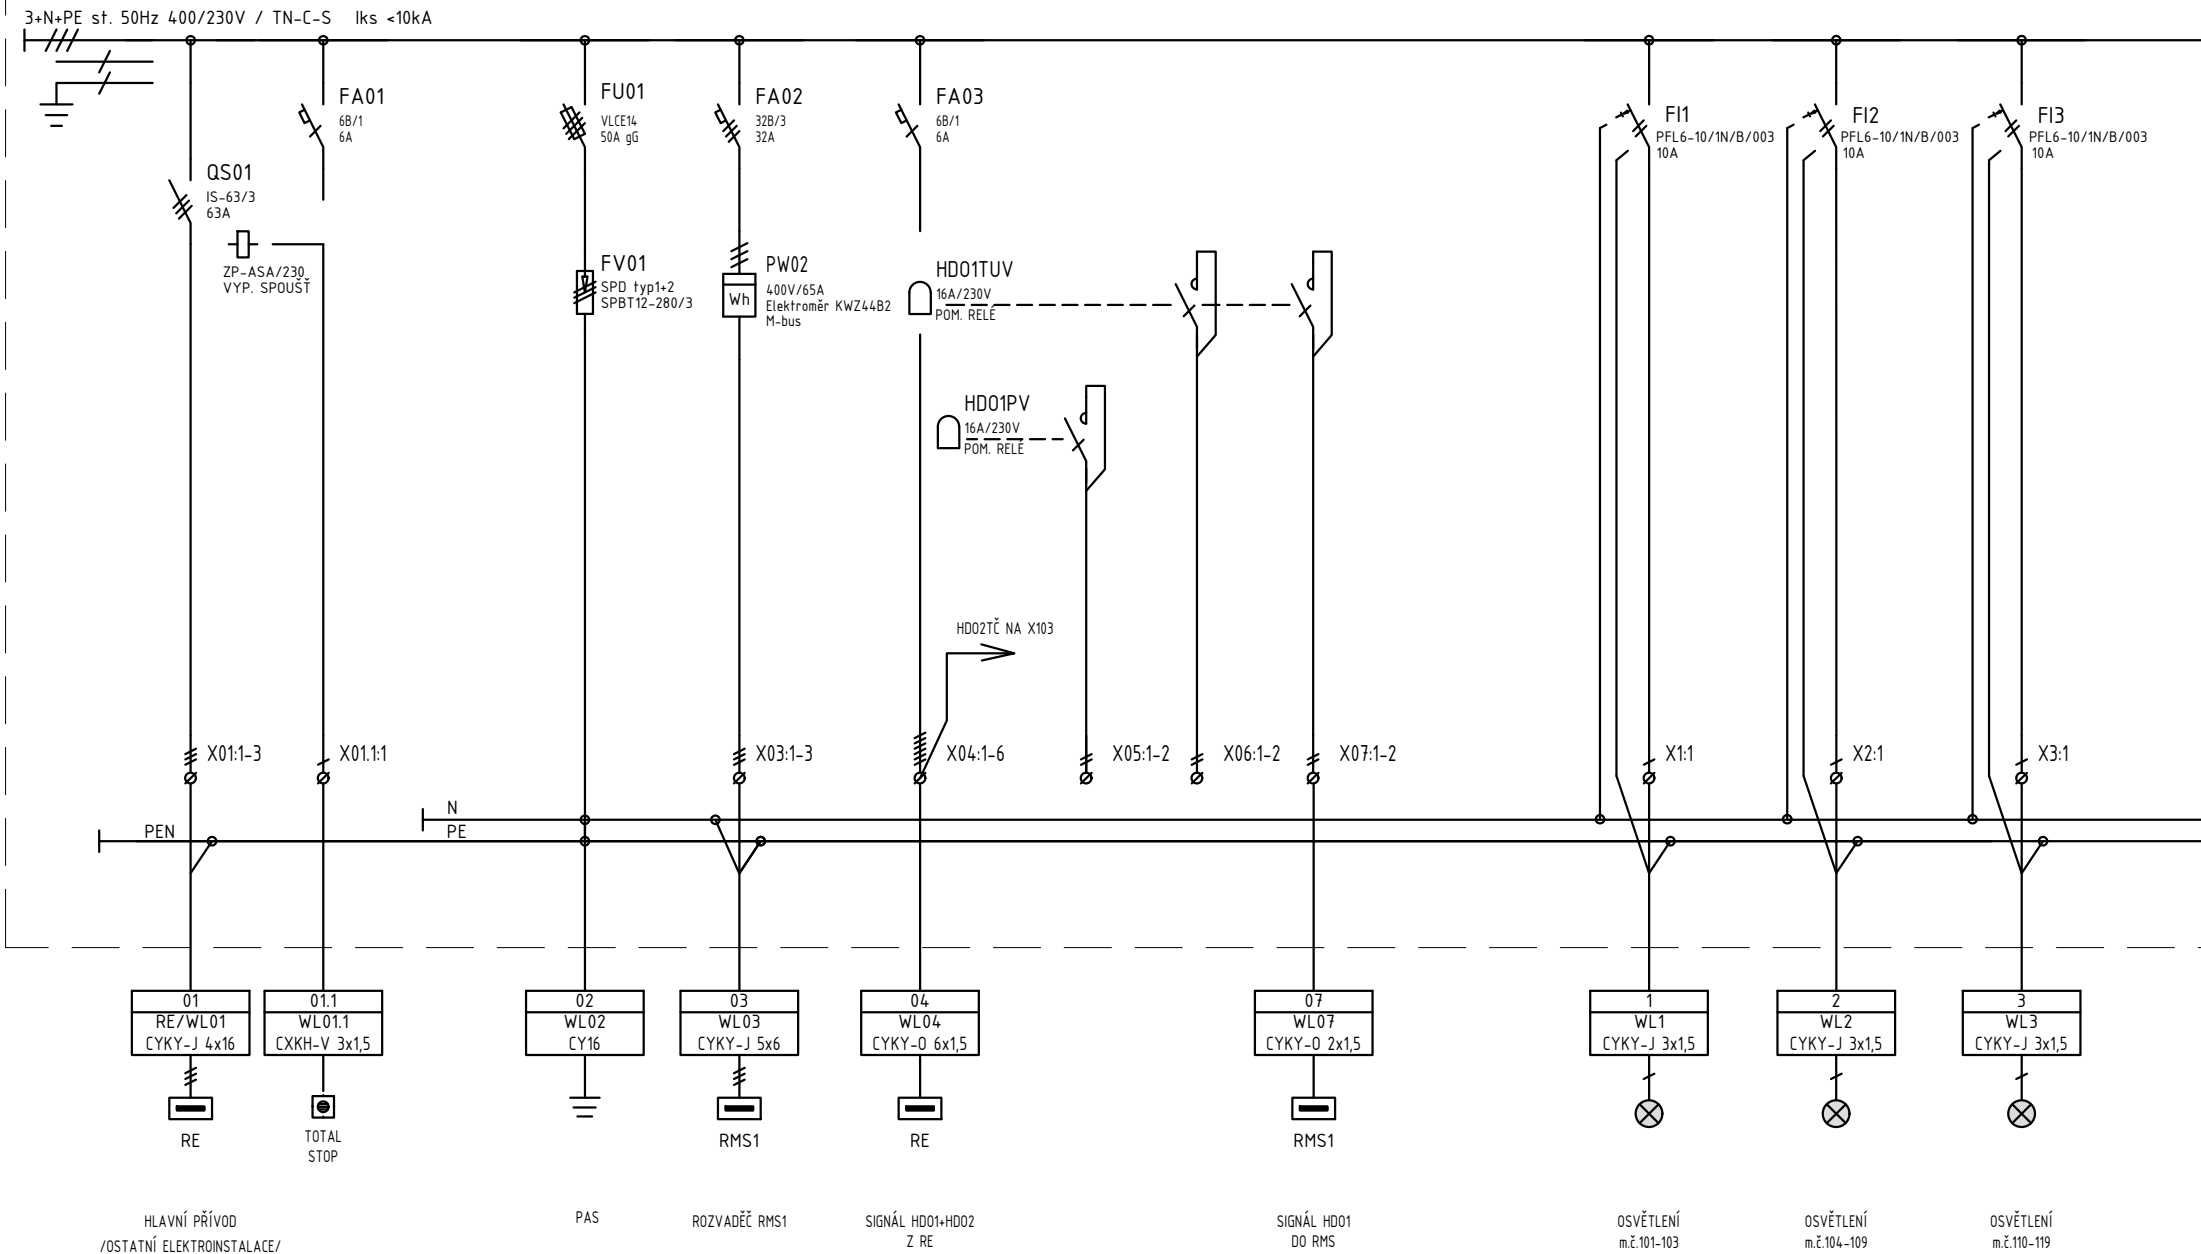 3+N+PE st. 50Hz 400/230V / TN-C-S Iks <10kA
FA01
6B/1
6A
QS01
IS-63/3
63A
ZP-ASA/230
VYP. SPOUŠŤ
FU01
VLCE14
50A gG
FV01
SPD typ1+2
SPBT12-280/3
FA02
32B/3
32A
PW02
400V/65A
Elektroměr KWZ44B2
M-bus
Wh
FA03
6B/1
6A
HDO1TUV
16A/230V
POM. RELÉ
HDO1PV
16A/230V
POM. RELÉ
HDO2TČ NA X103
FI1
PFL6-10/1N/B/003
10A
FI2
PFL6-10/1N/B/003
10A
FI3
PFL6-10/1N/B/003
10A
X01:1-3
X01.1:1
X03:1-3
X04:1-6
X05:1-2
X06:1-2
X07:1-2
X1:1
X2:1
X3:1
N
PE
PEN
01
RE/WL01
CYKY-J 4x16
RE
HLAVNÍ PŘÍVOD
/OSTATNÍ ELEKTROINSTALACE/
01.1
WL01.1
CXKH-V 3x1,5
TOTAL
STOP
02
WL02
CY16
PAS
03
WL03
CYKY-J 5x6
RMS1
ROZVADĚČ RMS1
04
WL04
CYKY-O 6x1,5
RE
SIGNÁL HDO1+HDO2
Z RE
07
WL07
CYKY-O 2x1,5
RMS1
SIGNÁL HDO1
DO RMS
1
WL1
CYKY-J 3x1,5
OSVĚTLENÍ
m.č.101-103
2
WL2
CYKY-J 3x1,5
OSVĚTLENÍ
m.č.104-109
3
WL3
CYKY-J 3x1,5
OSVĚTLENÍ
m.č.110-119